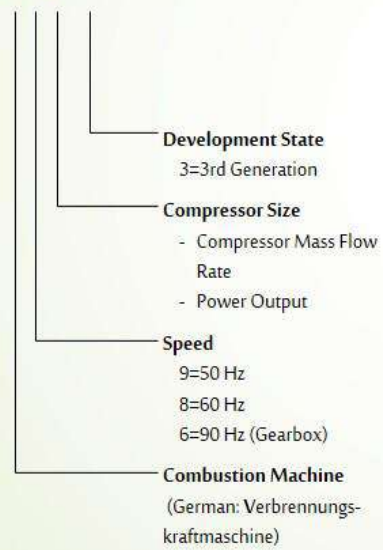 Development State
3=3rd Generation
Compressor Size
- Compressor Mass Flow
Rate
- Power Output
Speed
9=50 Hz
8=60 Hz
6=90 Hz (Gearbox)
Combustion Machine
(German: Verbrennungs-
kraftmaschine)